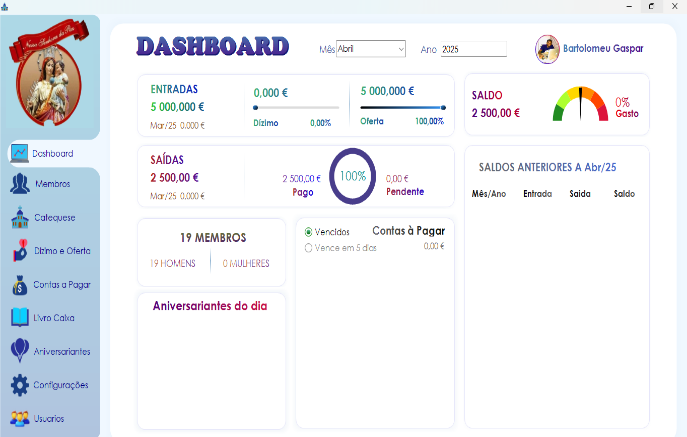 Nossa Senhora da Paz
Dashboard
Membros
Catequese
Dizimo e Oferta
Contas a Pagar
Livro Caixa
Aniversariantes
Configurações
Usuarios
DASHBOARD
Mês Abril
Ano 2025
Bartolomeu Gaspar
ENTRADAS
5 000,000 €
Mar/25 0,000 €
0,000 €
Dízimo 0,00%
5 000,000 €
Oferta 100,00%
SALDO
2 500,00 €
0%
Gasto
SAÍDAS
2 500,00 €
Mar/25 0,000 €
2 500,00 €
Pago
100%
0,00 €
Pendente
SALDOS ANTERIORES A Abr/25
Mês/Ano Entrada Saida Saldo
19 MEMBROS
19 HOMENS 0 MULHERES
Vencidos
Vence em 5 dias
Contas à Pagar
0,00 €
Aniversariantes do dia